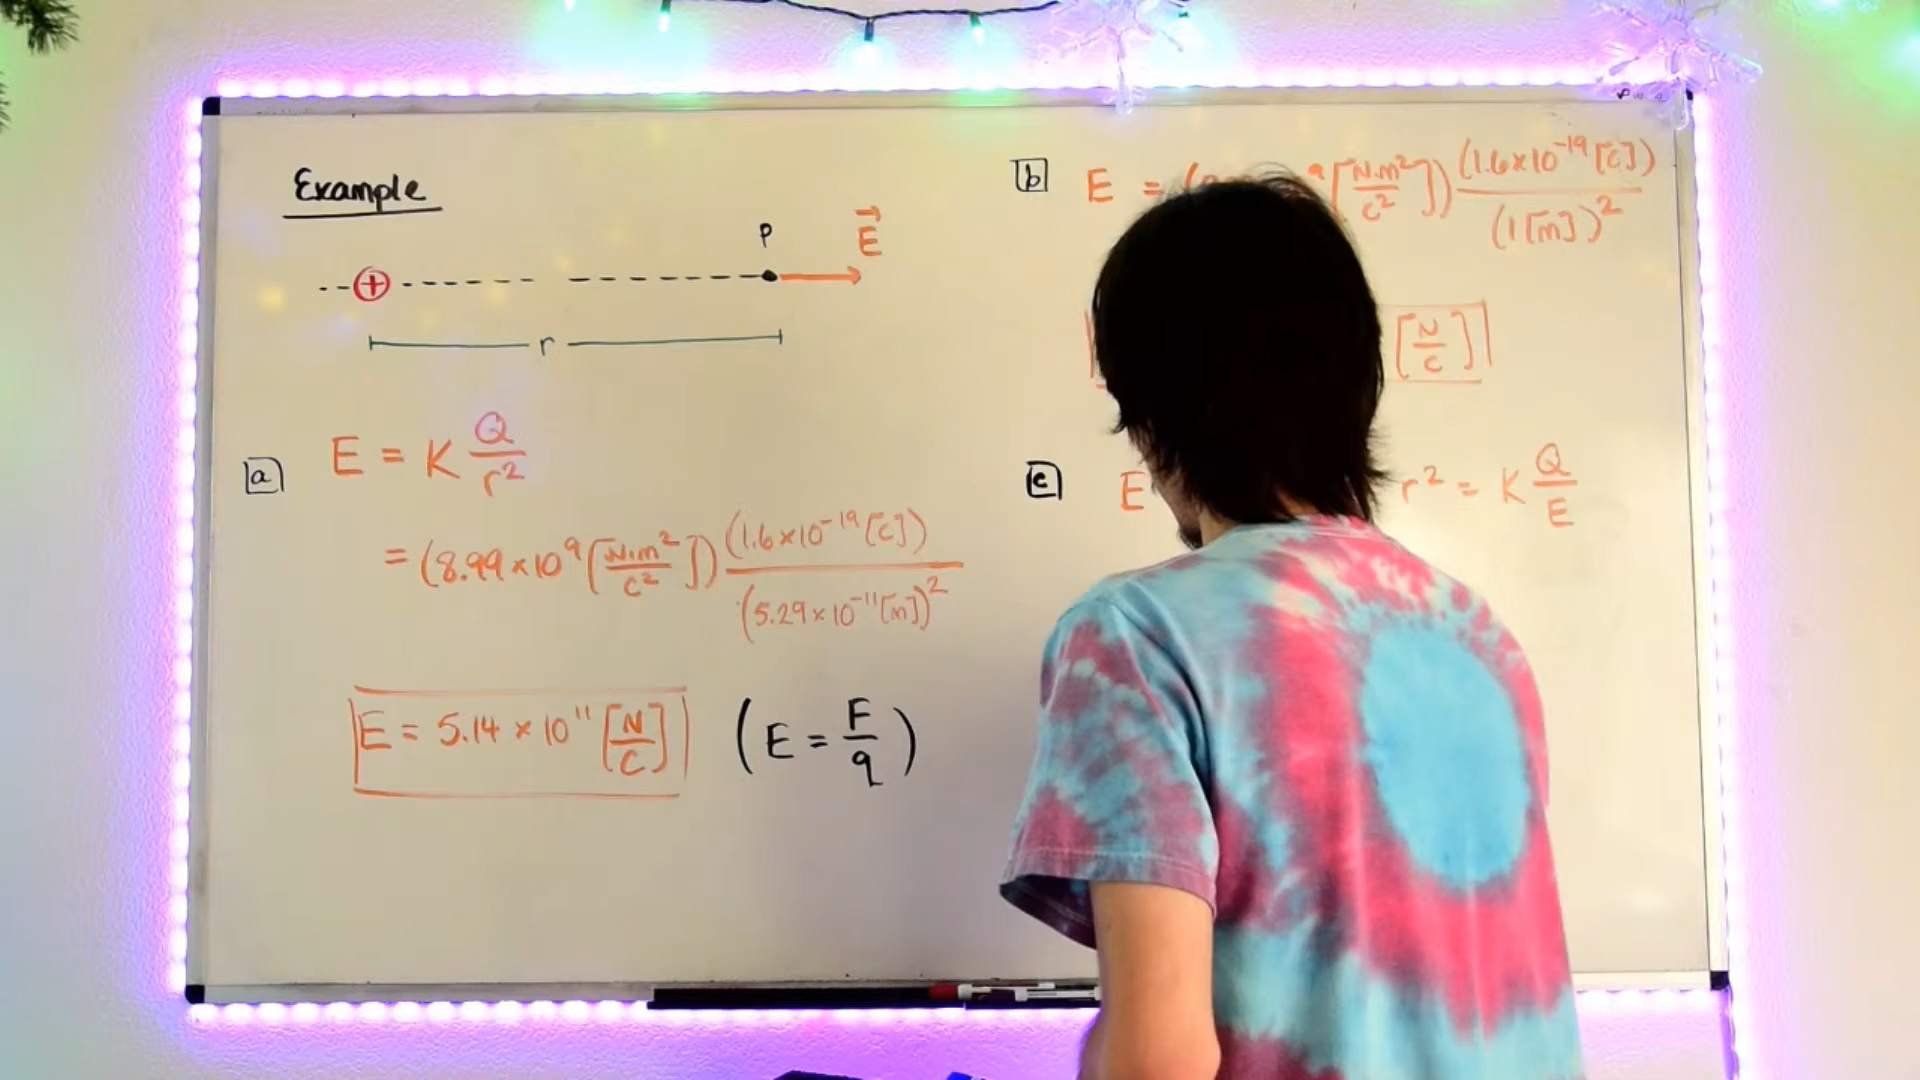 Example
P
E⃗
+
r
a
E = K Q/r²
= (8.99×10⁹ [N·m²/C²]) (1.6×10⁻¹⁹ [C]) / (5.29×10⁻¹¹ [m])²
E = 5.14 × 10¹¹ [N/C] (E = F/q)
b
E = ( ⁹ [N·m²/C²]) (1.6×10⁻¹⁹ [C]) / (1 [m])²
[N/C]
c
E r² = K Q/E